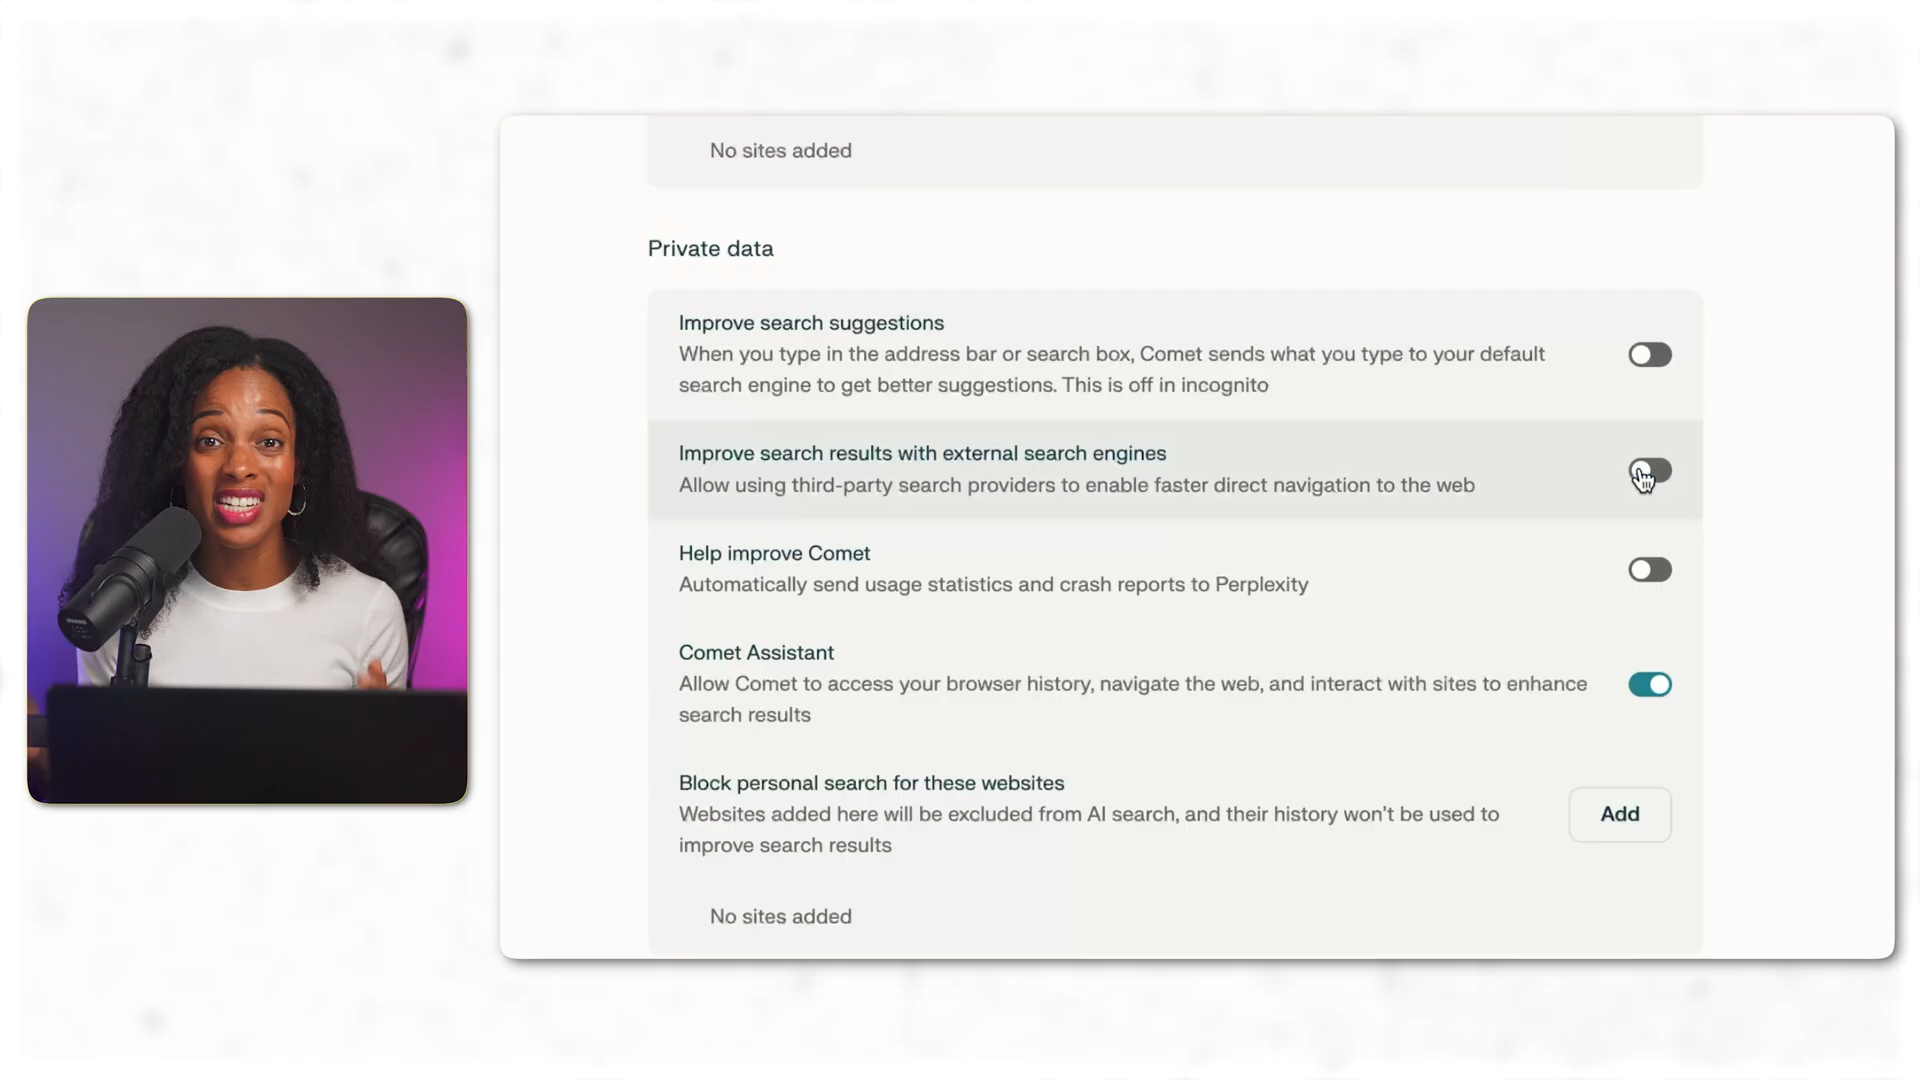 No sites added
Private data
Improve search suggestions
When you type in the address bar or search box, Comet sends what you type to your default
search engine to get better suggestions. This is off in incognito
Improve search results with external search engines
Allow using third-party search providers to enable faster direct navigation to the web
Help improve Comet
Automatically send usage statistics and crash reports to Perplexity
Comet Assistant
Allow Comet to access your browser history, navigate the web, and interact with sites to enhance
search results
Block personal search for these websites
Websites added here will be excluded from AI search, and their history won't be used to
improve search results
Add
No sites added